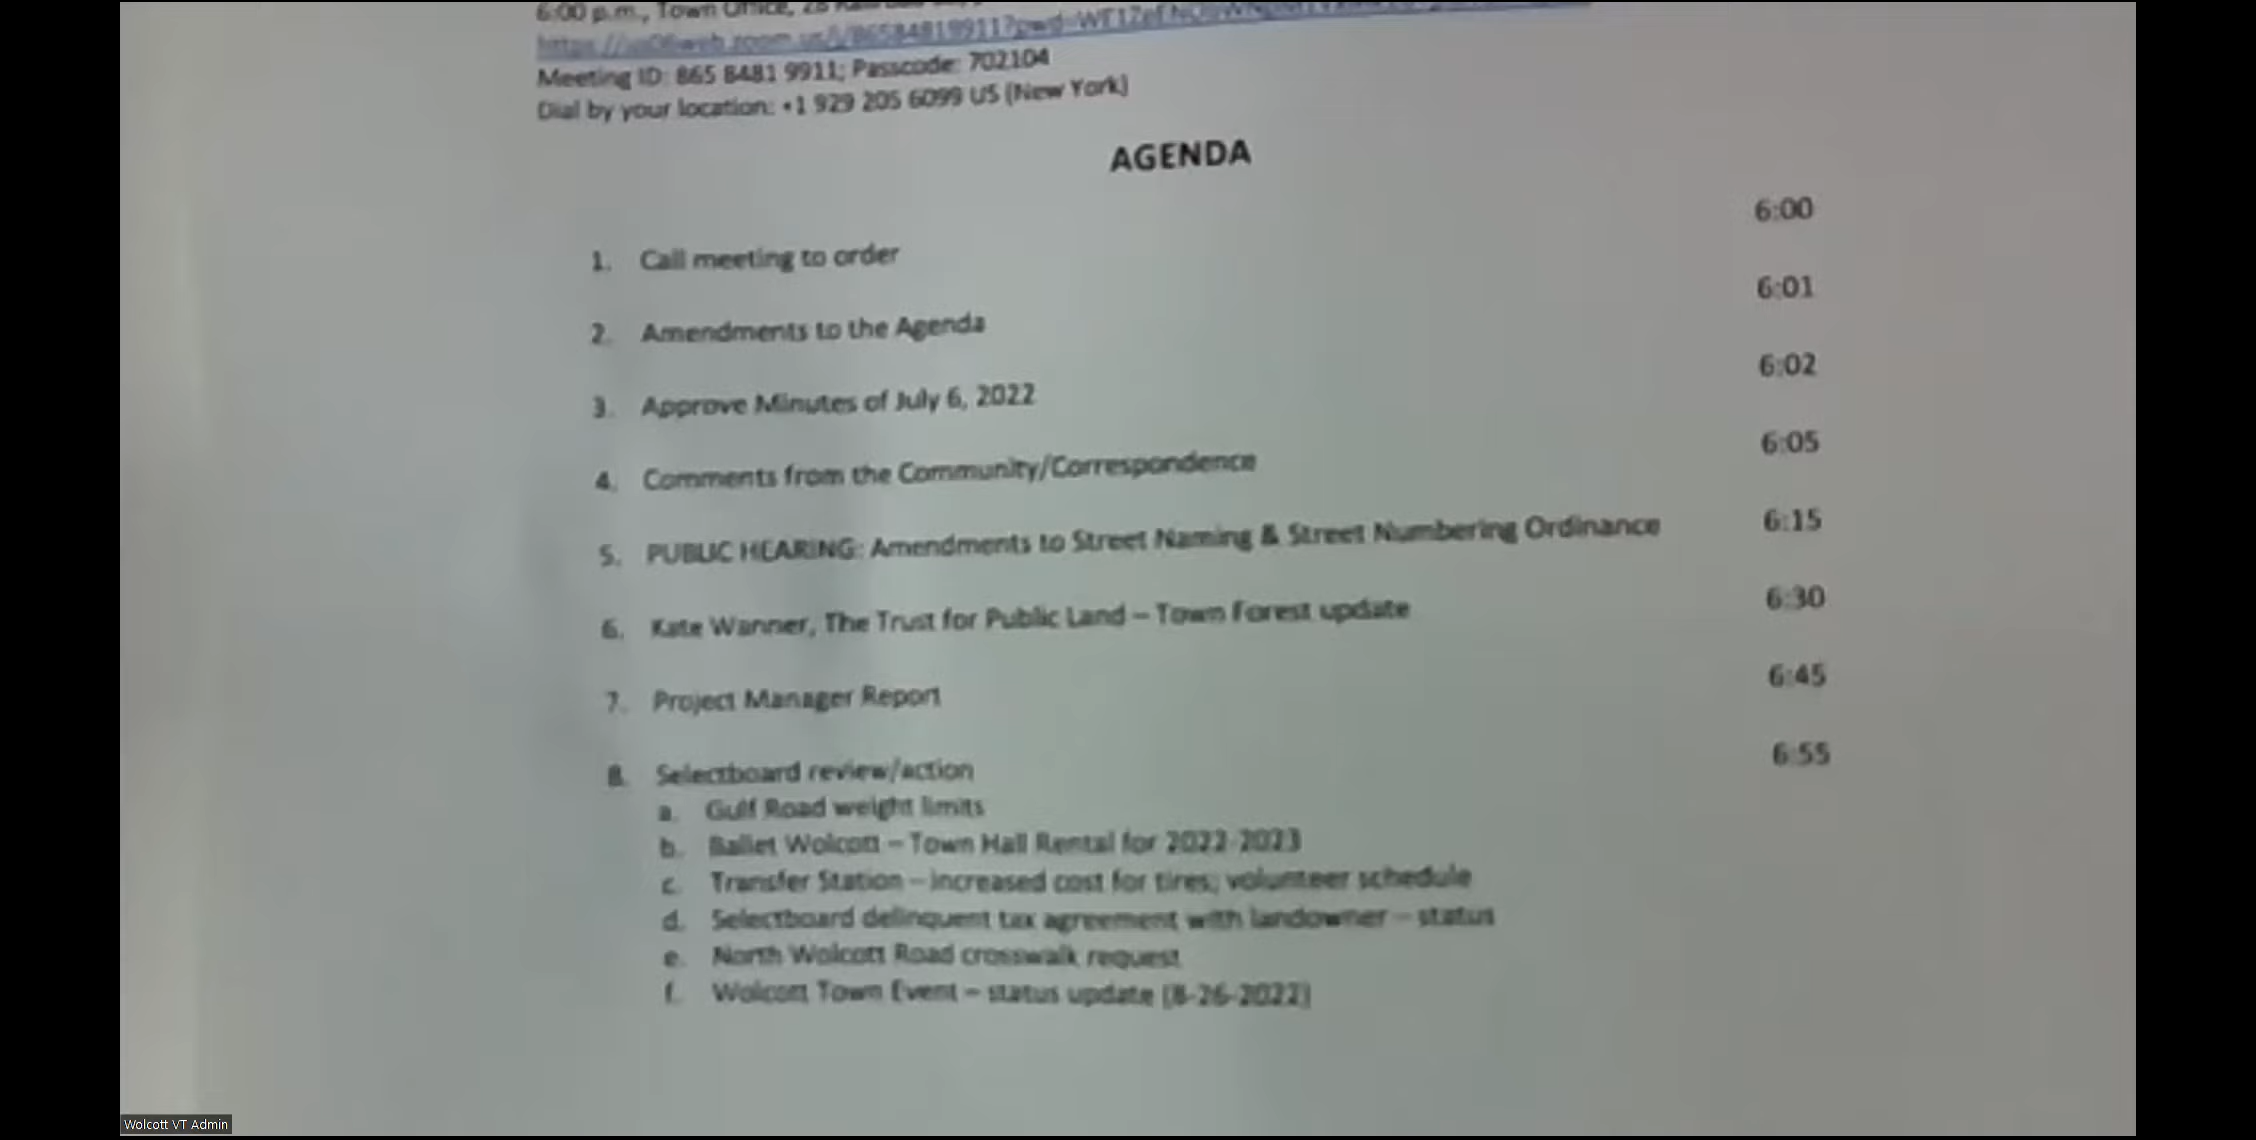 6:00 p.m., Town Office, 28
Meeting ID: 865 8481 9911; Passcode: 702104
Dial by your location: +1 929 205 6099 US (New York)
AGENDA
1. Call meeting to order 6:00
2. Amendments to the Agenda 6:01
3. Approve Minutes of July 6, 2022 6:02
4. Comments from the Community/Correspondence 6:05
5. PUBLIC HEARING: Amendments to Street Naming & Street Numbering Ordinance 6:15
6. Kate Wanner, The Trust for Public Land – Town Forest update 6:30
7. Project Manager Report 6:45
8. Selectboard review/action 6:55
a. Gulf Road weight limits
b. Ballet Wolcott – Town Hall Rental for 2022-2023
c. Transfer Station – increased cost for tires; volunteer schedule
d. Selectboard delinquent tax agreement with landowner – status
e. North Wolcott Road crosswalk request
f. Wolcott Town Event – status update (8-26-2022)
Wolcott VT Admin